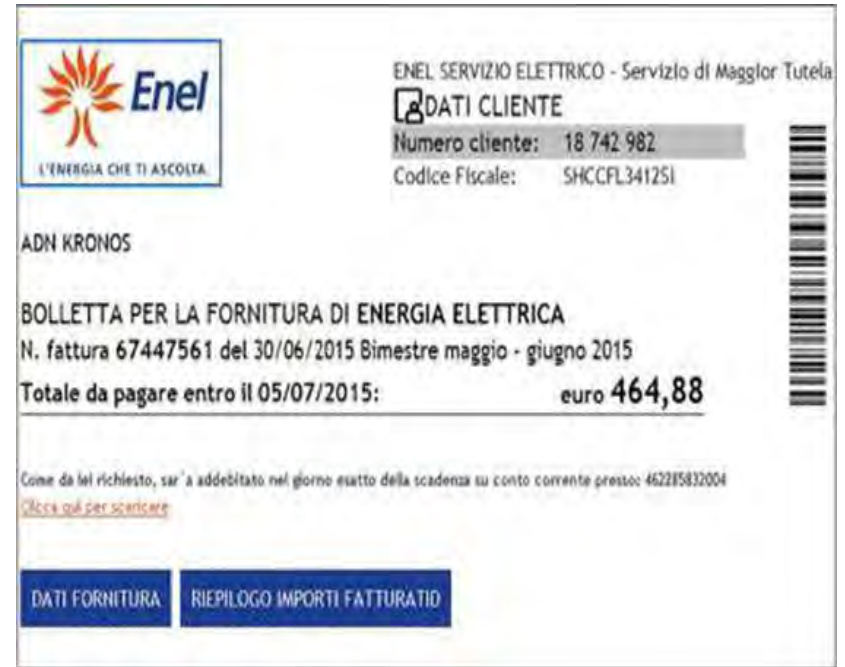 Enel
L'ENERGIA CHE TI ASCOLTA.
ENEL SERVIZIO ELETTRICO - Servizio di Maggior Tutela
DATI CLIENTE
Numero cliente: 18 742 982
Codice Fiscale: SHCCFL3412SI
ADN KRONOS
BOLLETTA PER LA FORNITURA DI ENERGIA ELETTRICA
N. fattura 67447561 del 30/06/2015 Bimestre maggio - giugno 2015
Totale da pagare entro il 05/07/2015: euro 464,88
Come da lei richiesto, sar´a addebitato nel giorno esatto della scadenza su conto corrente presso: 462285832004
Clicca qui per scaricare
DATI FORNITURA
RIEPILOGO IMPORTI FATTURATID